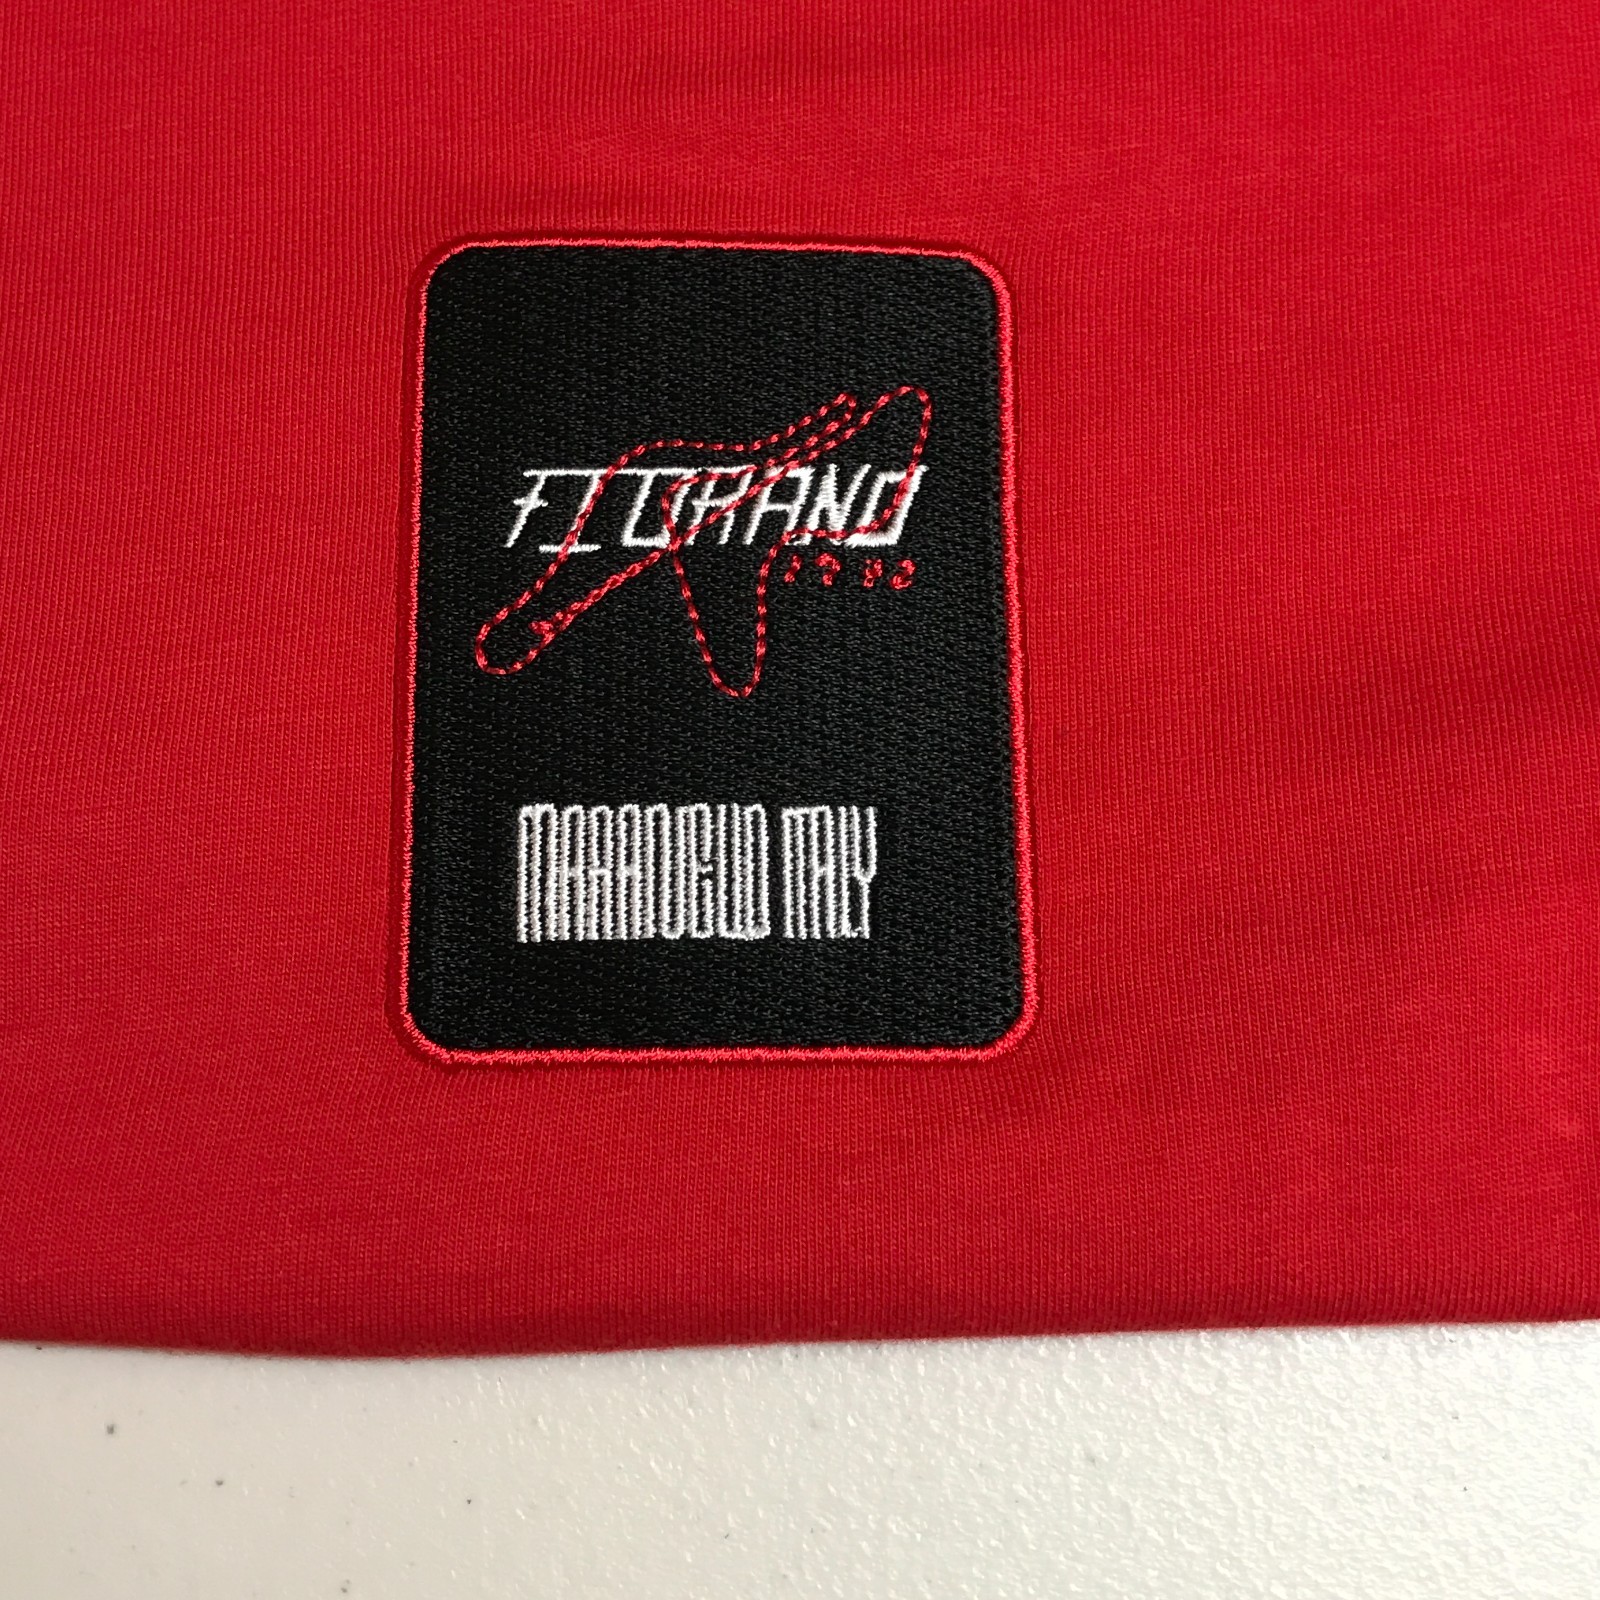 FIORANO
1972
MARANELLO ITALY